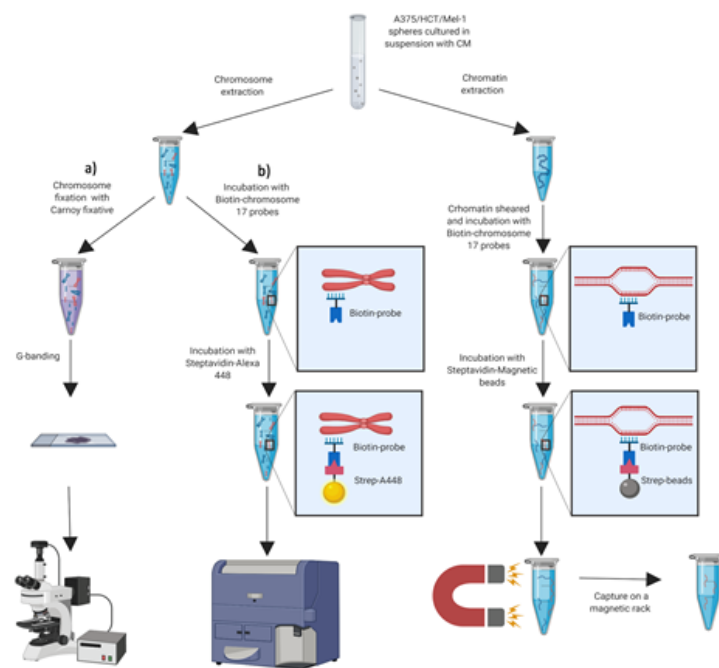 A375/HCT/Mel-1
spheres cultured in
suspension with CM
Chromosome
extraction
Chromatin
extraction
a)
Chromosome
fixation with
Carnoy fixative
b)
Incubation with
Biotin-chromosome
17 probes
Crhomatin sheared
and incubation with
Biotin-chromosome
17 probes
Biotin-probe
Biotin-probe
G-banding
Incubation with
Steptavidin-Alexa
448
Incubation with
Steptavidin-Magnetic
beads
Biotin-probe
Strep-A448
Biotin-probe
Strep-beads
Capture on a
magnetic rack